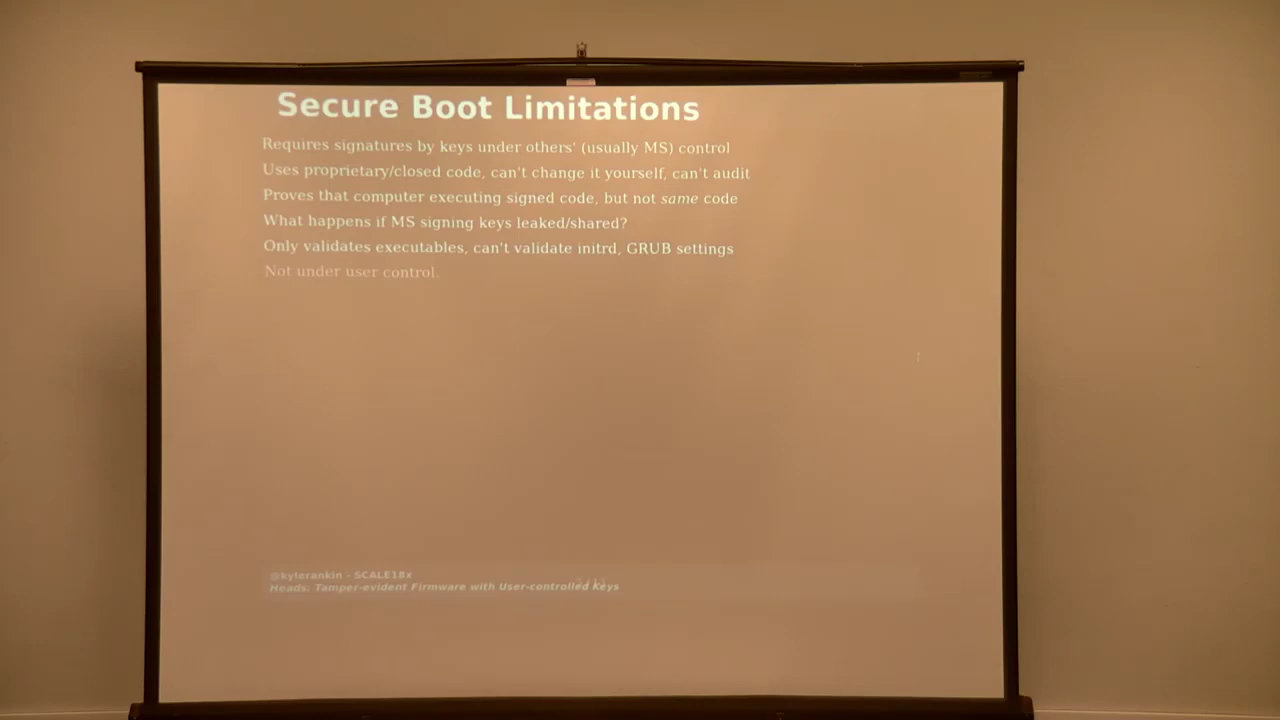 Secure Boot Limitations
Requires signatures by keys under others' (usually MS) control
Uses proprietary/closed code, can't change it yourself, can't audit
Proves that computer executing signed code, but not same code
What happens if MS signing keys leaked/shared?
Only validates executables, can't validate initrd, GRUB settings
Not under user control.
@kylerankin - SCALE18x
Heads: Tamper-evident Firmware with User-controlled Keys